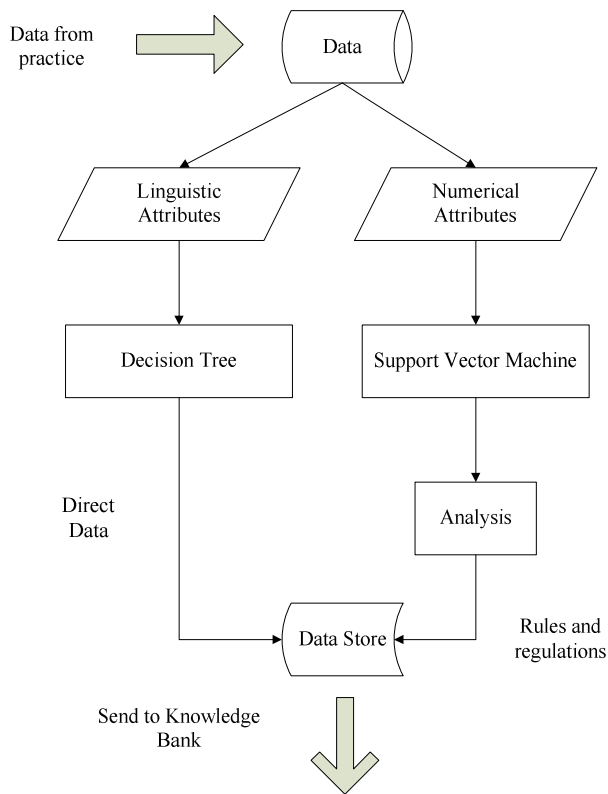 Data from
practice
Data
Linguistic
Attributes
Numerical
Attributes
Decision Tree
Support Vector Machine
Direct
Data
Analysis
Data Store
Rules and
regulations
Send to Knowledge
Bank